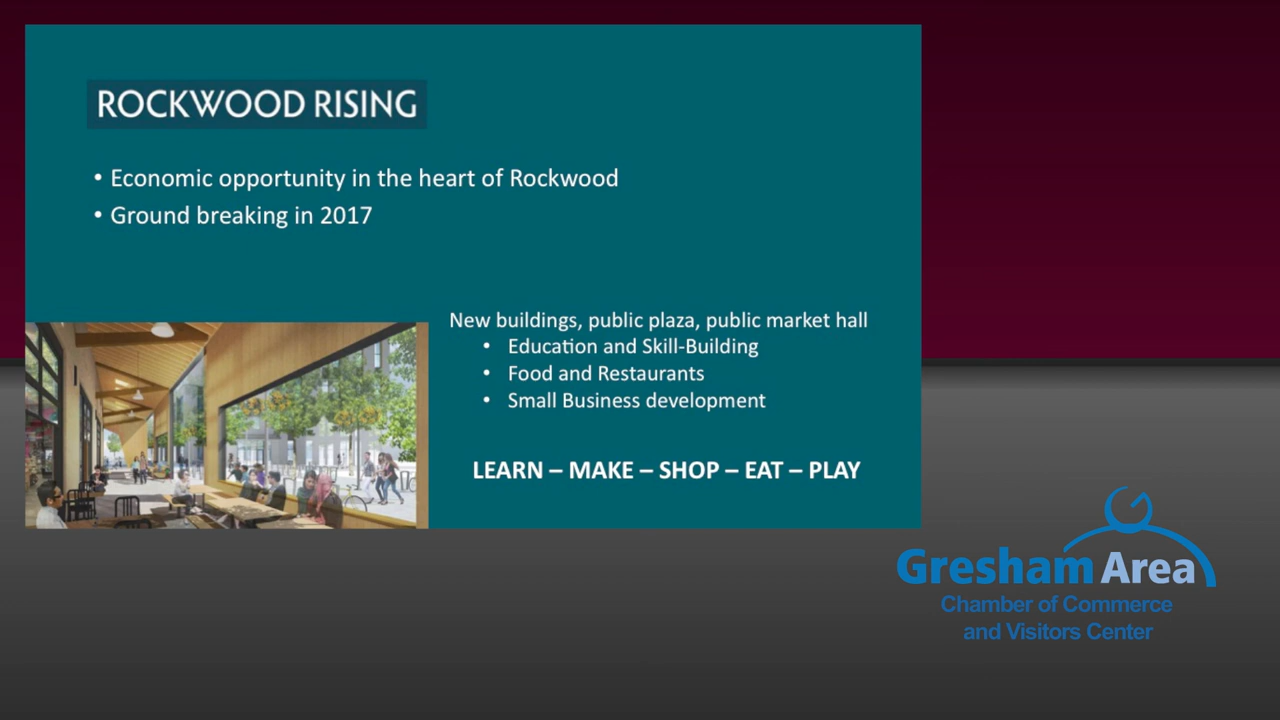 ROCKWOOD RISING
• Economic opportunity in the heart of Rockwood
• Ground breaking in 2017
New buildings, public plaza, public market hall
• Education and Skill-Building
• Food and Restaurants
• Small Business development
LEARN – MAKE – SHOP – EAT – PLAY
Gresham Area
Chamber of Commerce
and Visitors Center